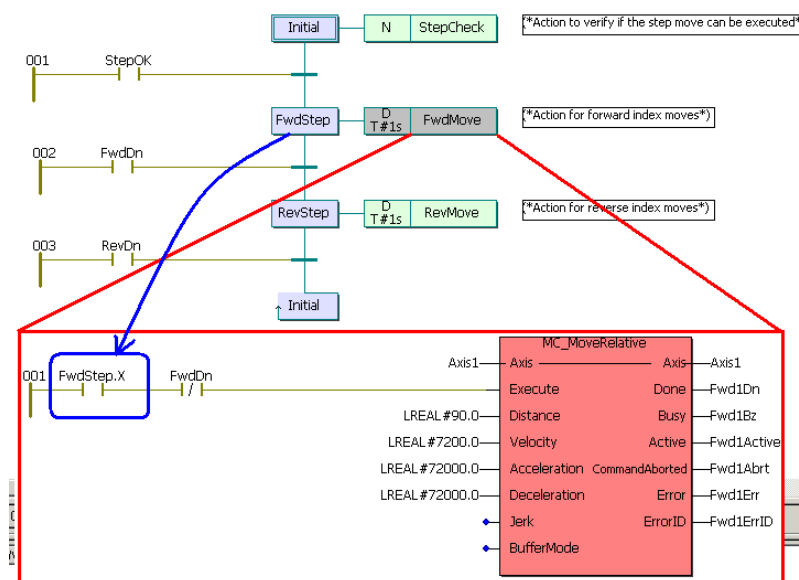 Initial N StepCheck (*Action to verify if the step move can be executed*
001 StepOK
FwdStep D T#1s FwdMove (*Action for forward index moves*)
002 FwdDn
RevStep D T#1s RevMove (*Action for reverse index moves*)
003 RevDn
Initial
MC_MoveRelative
Axis1 Axis Axis Axis1
001 FwdStep.X FwdDn Execute Done Fwd1Dn
LREAL#90.0 Distance Busy Fwd1Bz
LREAL#7200.0 Velocity Active Fwd1Active
LREAL#72000.0 Acceleration CommandAborted Fwd1Abrt
LREAL#72000.0 Deceleration Error Fwd1Err
Jerk ErrorID Fwd1ErrID
BufferMode